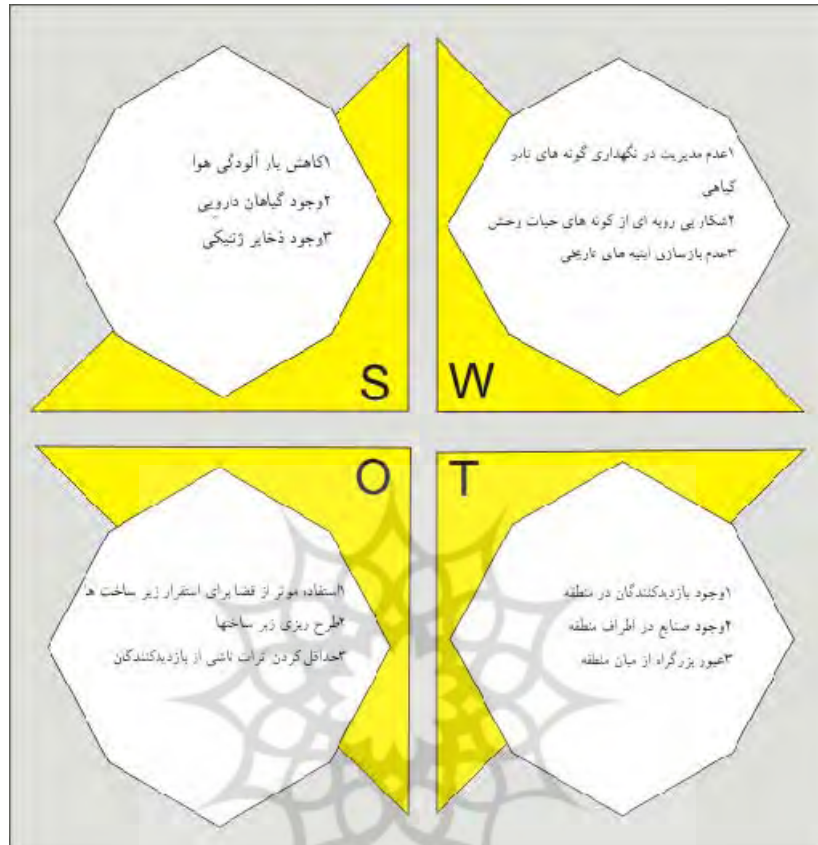 ۱کاهش بار آلودگی هوا
۲وجود گیاهان دارویی
۳وجود ذخایر ژنتیکی
S
۱عدم مدیریت در نگهداری گونه های نادر
گیاهی
۲شکار بی رویه ای از گونه های حیات وحش
۳عدم بازسازی ابنیه های تاریخی
W
O
۱استفاده موثر از فضا برای استقرار زیر ساخت ها
۲طرح ریزی زیر ساختها
۳حداقل کردن ثرات ناشی از بازدیدکنندگان
T
۱وجود بازدیدکنندگان در منطقه
۲وجود صنایع در اطراف منطقه
۳عبور بزرگراه از میان منطقه